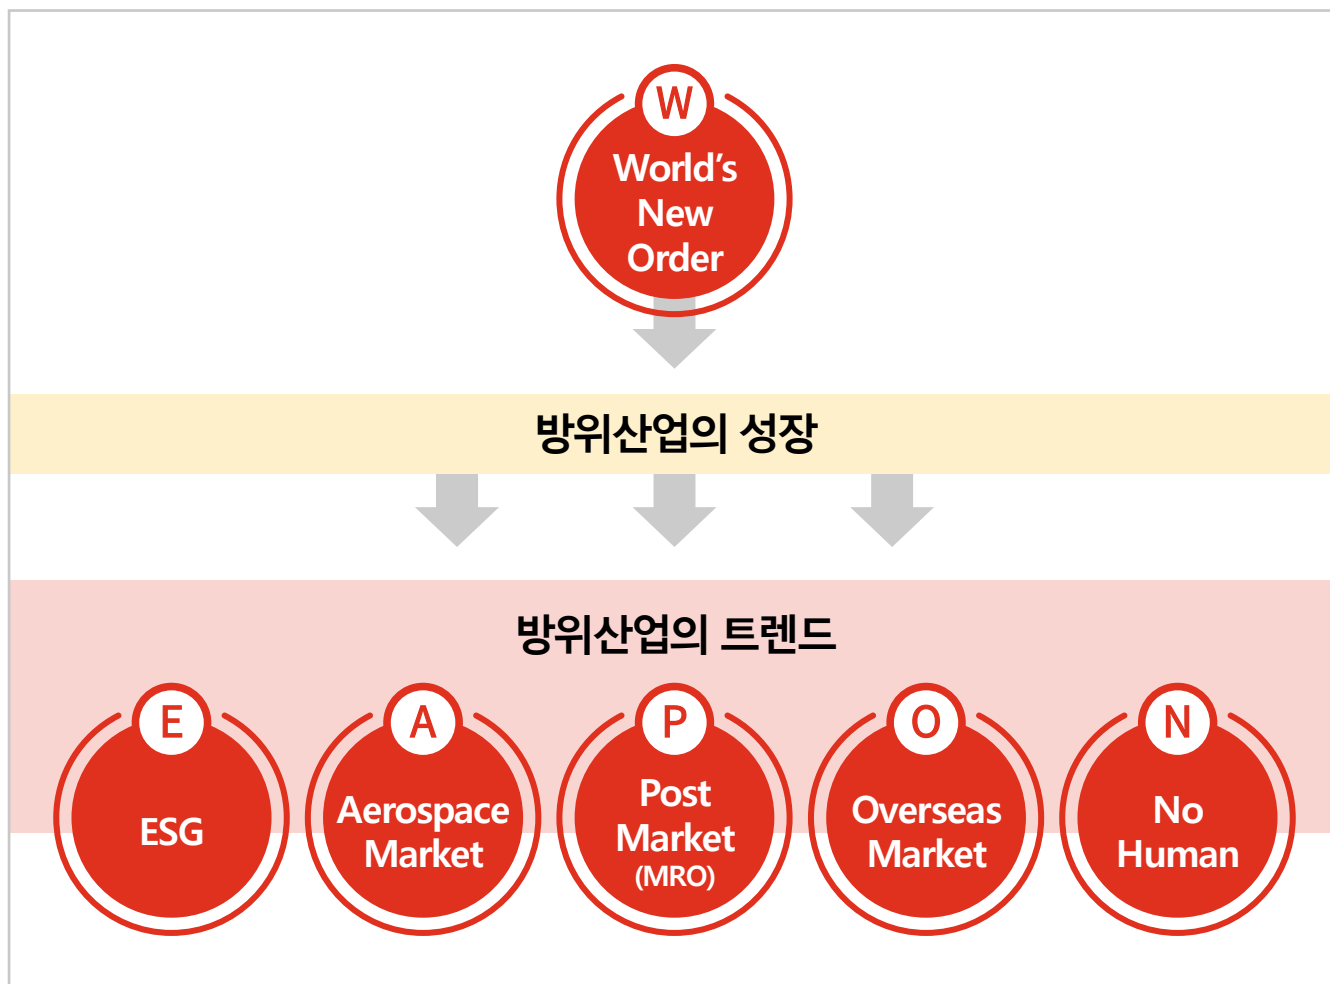 W
World's
New
Order
방위산업의 성장
방위산업의 트렌드
E
ESG
A
Aerospace
Market
P
Post
Market
(MRO)
O
Overseas
Market
N
No
Human